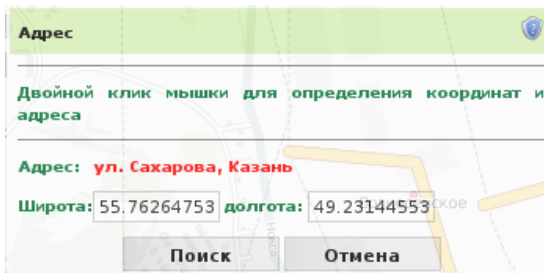 Адрес
Двойной клик мышки для определения координат и
адреса
Адрес: ул. Сахарова, Казань
Широта: 55.76264753 долгота: 49.23144553
Поиск Отмена